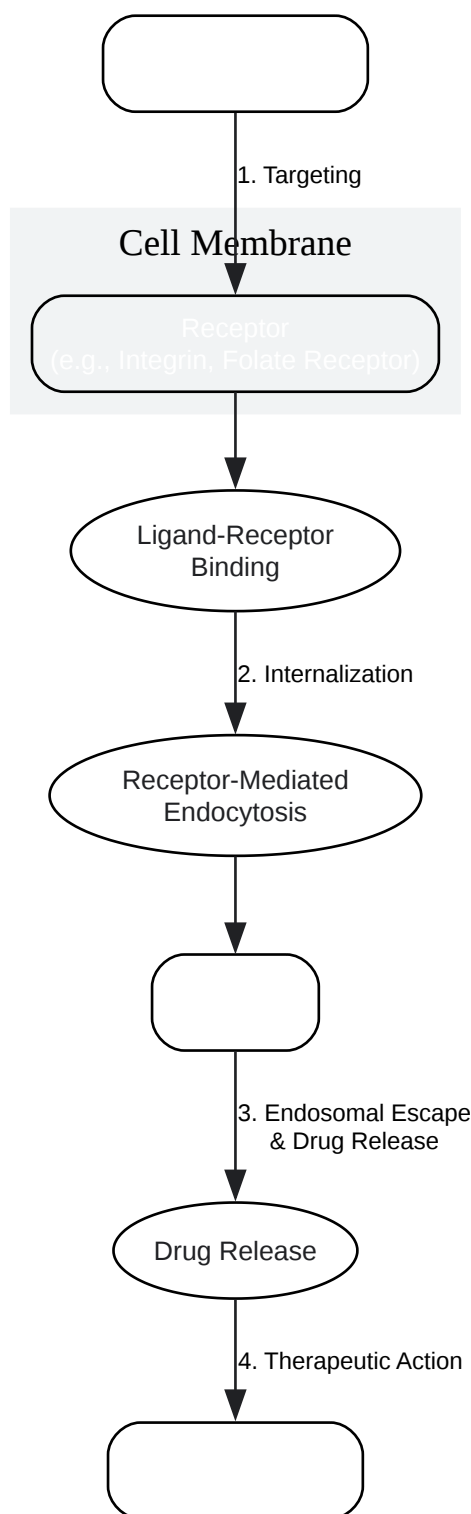 1. Targeting
Cell Membrane
Receptor
(e.g., Integrin, Folate Receptor)
Ligand-Receptor
Binding
2. Internalization
Receptor-Mediated
Endocytosis
3. Endosomal Escape
& Drug Release
Drug Release
4. Therapeutic Action